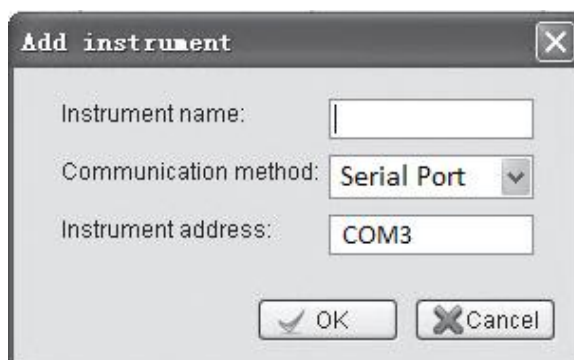 Add instrument
Instrument name:
Communication method: Serial Port
Instrument address: COM3
OK Cancel